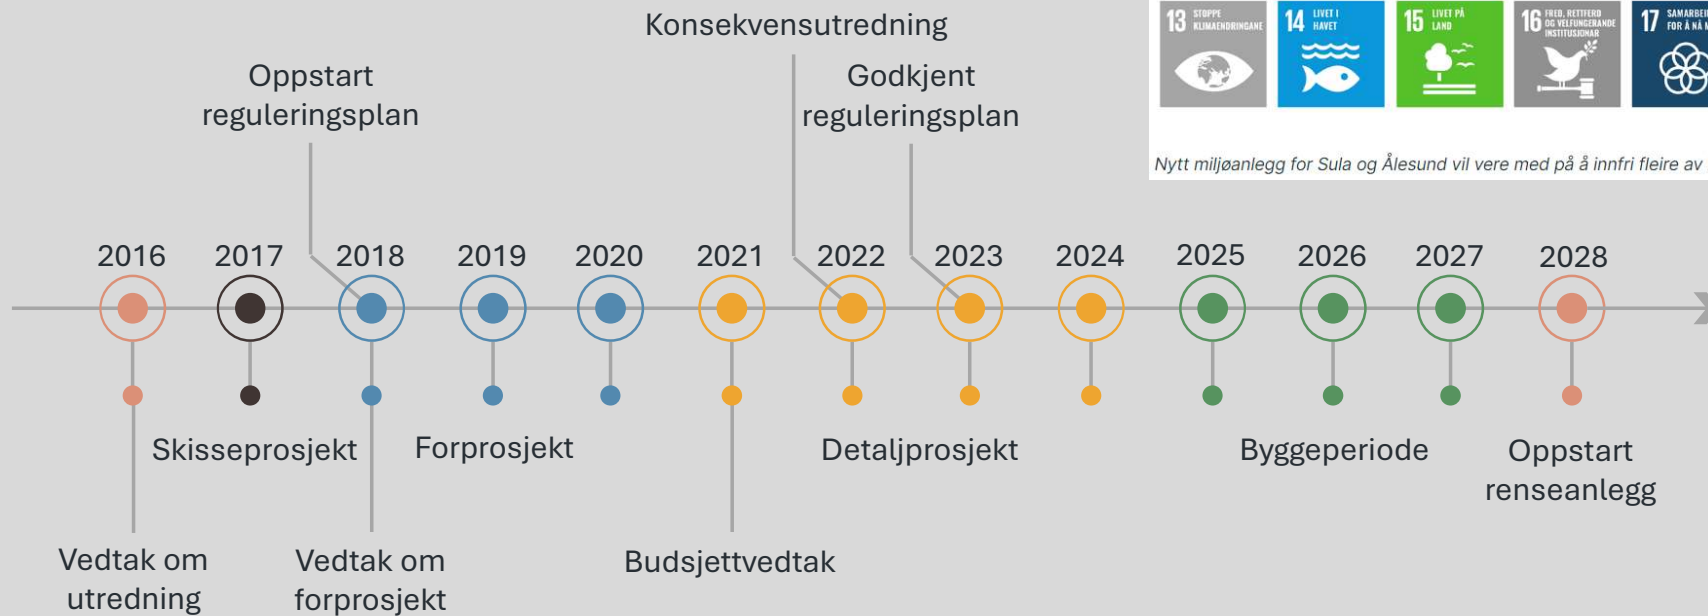 Konsekvensutredning
Oppstart
reguleringsplan
Godkjent
reguleringsplan
13 STOPPE
KLIMAENDRINGANE
14 LIVET I
HAVET
15 LIVET PÅ
LAND
16 FRED, RETTFERD
OG VELFUNGERANDE
INSTITUSJONAR
17
FOR Å NÅ
Nytt miljøanlegg for Sula og Ålesund vil vere med på å innfri fleire av
2016 2017 2018 2019 2020 2021 2022 2023 2024 2025 2026 2027 2028
Skisseprosjekt
Forprosjekt
Detaljprosjekt
Byggeperiode
Oppstart
renseanlegg
Vedtak om
utredning
Vedtak om
forprosjekt
Budsjettvedtak